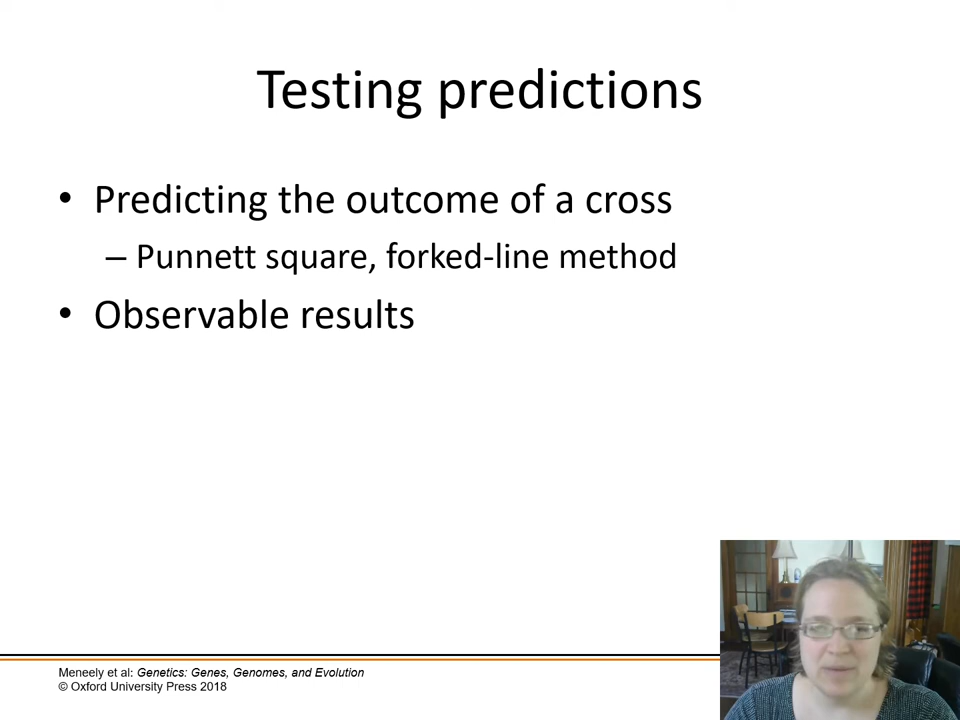 Testing predictions
• Predicting the outcome of a cross
– Punnett square, forked-line method
• Observable results
Meneely et al: Genetics: Genes, Genomes, and Evolution
© Oxford University Press 2018